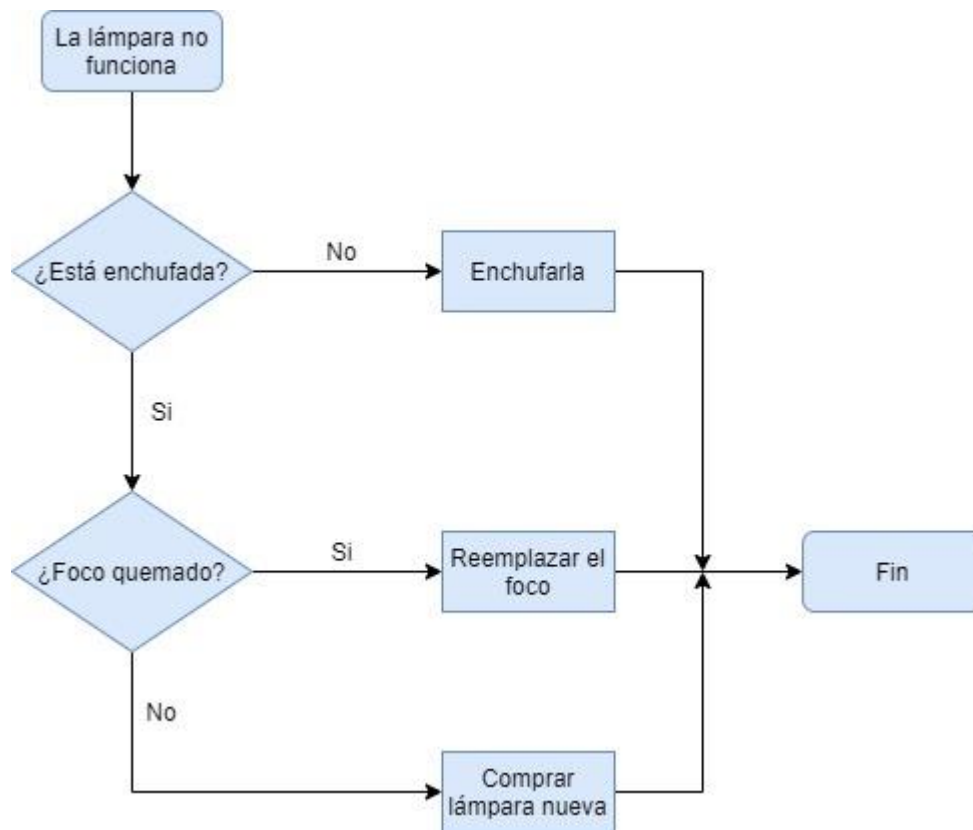 La lámpara no
funciona
¿Está enchufada?
No
Enchufarla
Si
¿Foco quemado?
Si
Reemplazar el
foco
Fin
No
Comprar
lámpara nueva